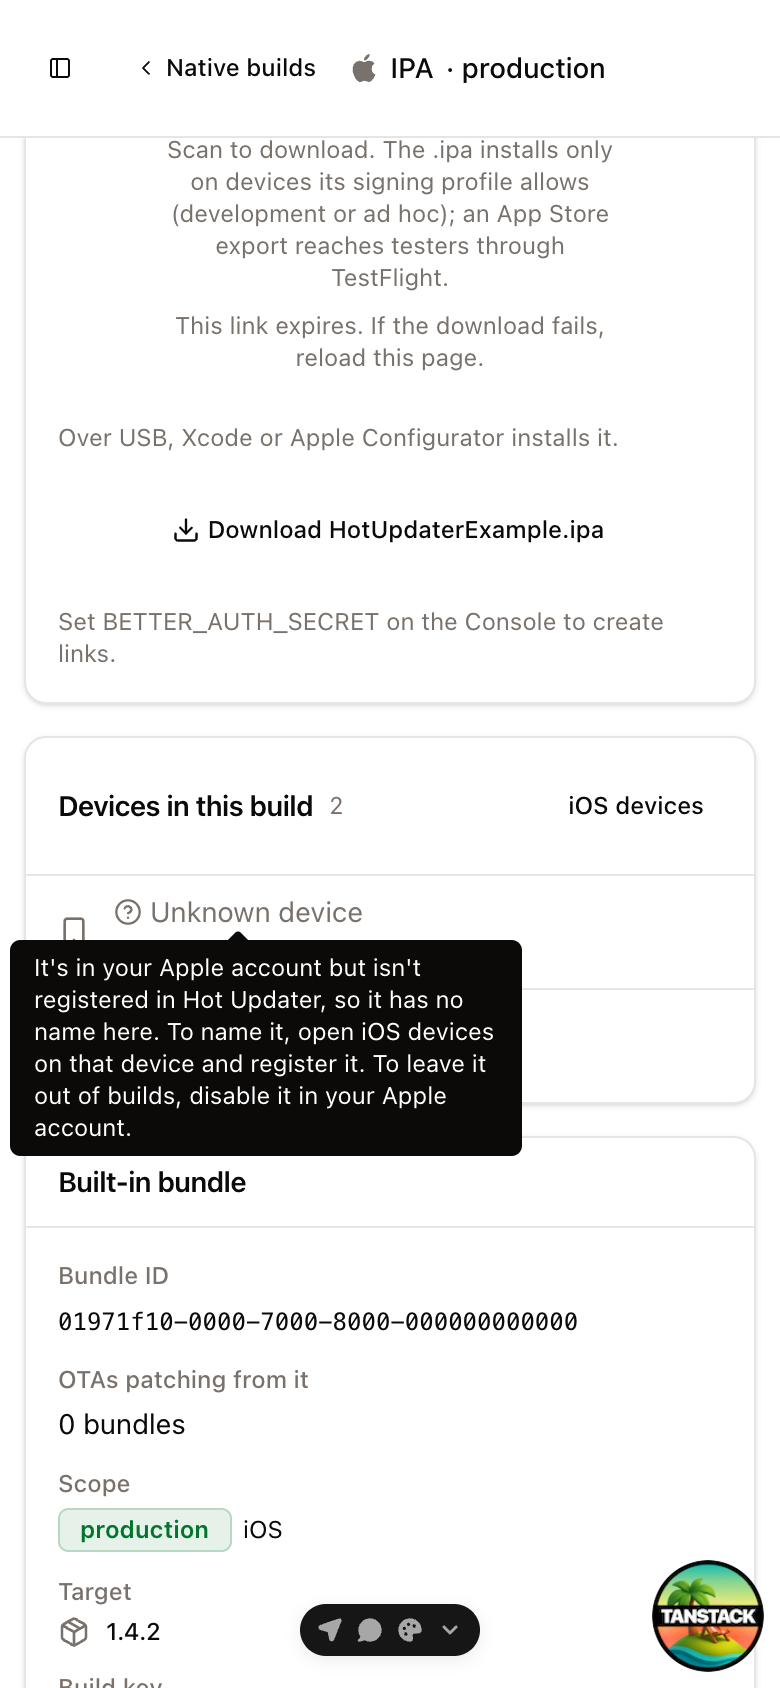 Native builds
IPA · production
Scan to download. The .ipa installs only
on devices its signing profile allows
(development or ad hoc); an App Store
export reaches testers through
TestFlight.
This link expires. If the download fails,
reload this page.
Over USB, Xcode or Apple Configurator installs it.
Download HotUpdaterExample.ipa
Set BETTER_AUTH_SECRET on the Console to create
links.
Devices in this build 2
iOS devices
Unknown device
It's in your Apple account but isn't
registered in Hot Updater, so it has no
name here. To name it, open iOS devices
on that device and register it. To leave it
out of builds, disable it in your Apple
account.
Built-in bundle
Bundle ID
01971f10-0000-7000-8000-000000000000
OTAs patching from it
0 bundles
Scope
production iOS
Target
1.4.2
TANSTACK
Build key